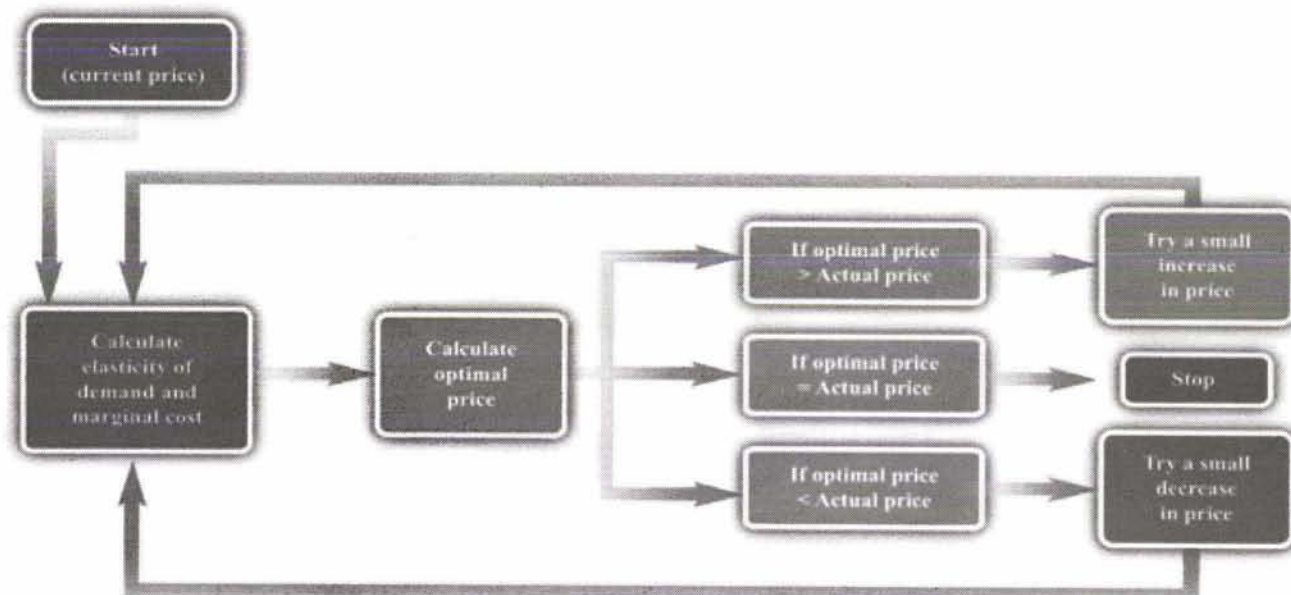 Start
(current price)
Calculate
elasticity of
demand and
marginal cost
Calculate
optimal
price
If optimal price
> Actual price
Try a small
increase
in price
If optimal price
= Actual price
Stop
If optimal price
< Actual price
Try a small
decrease
in price